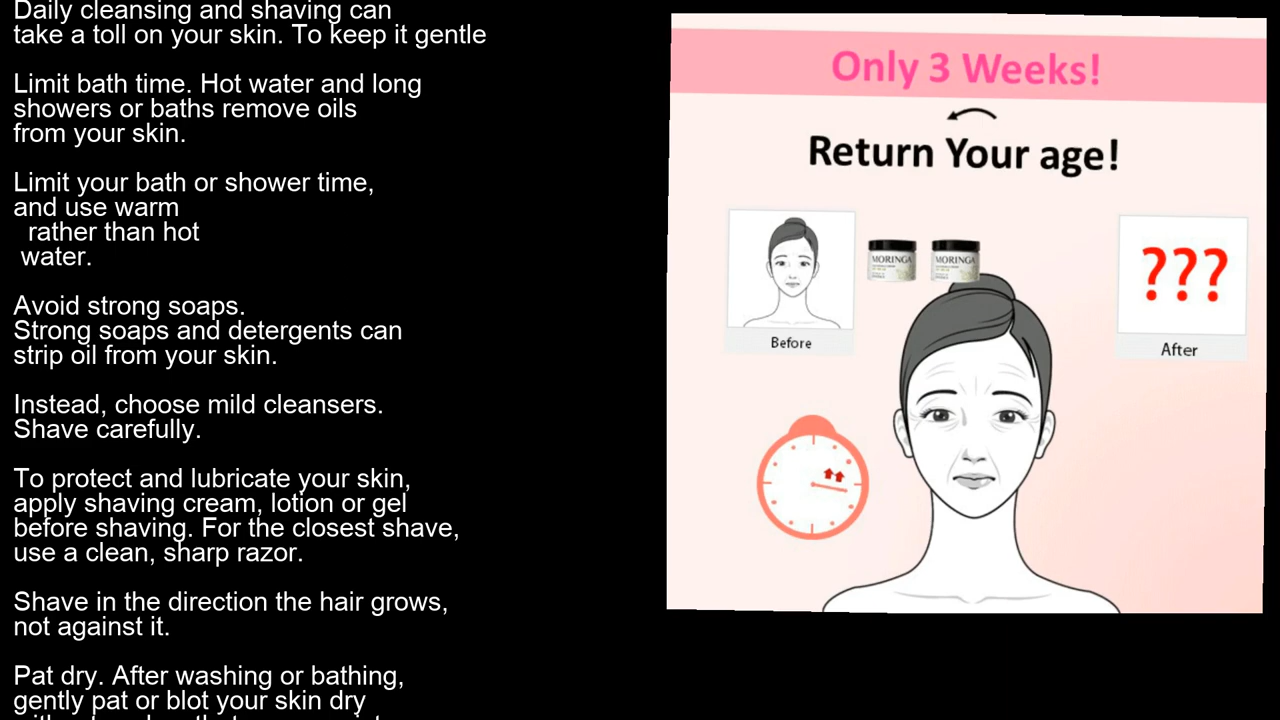 Daily cleansing and shaving can
take a toll on your skin. To keep it gentle
Limit bath time. Hot water and long
showers or baths remove oils
from your skin.
Limit your bath or shower time,
and use warm
rather than hot
water.
Avoid strong soaps.
Strong soaps and detergents can
strip oil from your skin.
Instead, choose mild cleansers.
Shave carefully.
To protect and lubricate your skin,
apply shaving cream, lotion or gel
before shaving. For the closest shave,
use a clean, sharp razor.
Shave in the direction the hair grows,
not against it.
Pat dry. After washing or bathing,
gently pat or blot your skin dry
Only 3 Weeks!
Return Your age!
Before
MORINGA
MORINGA
???
After